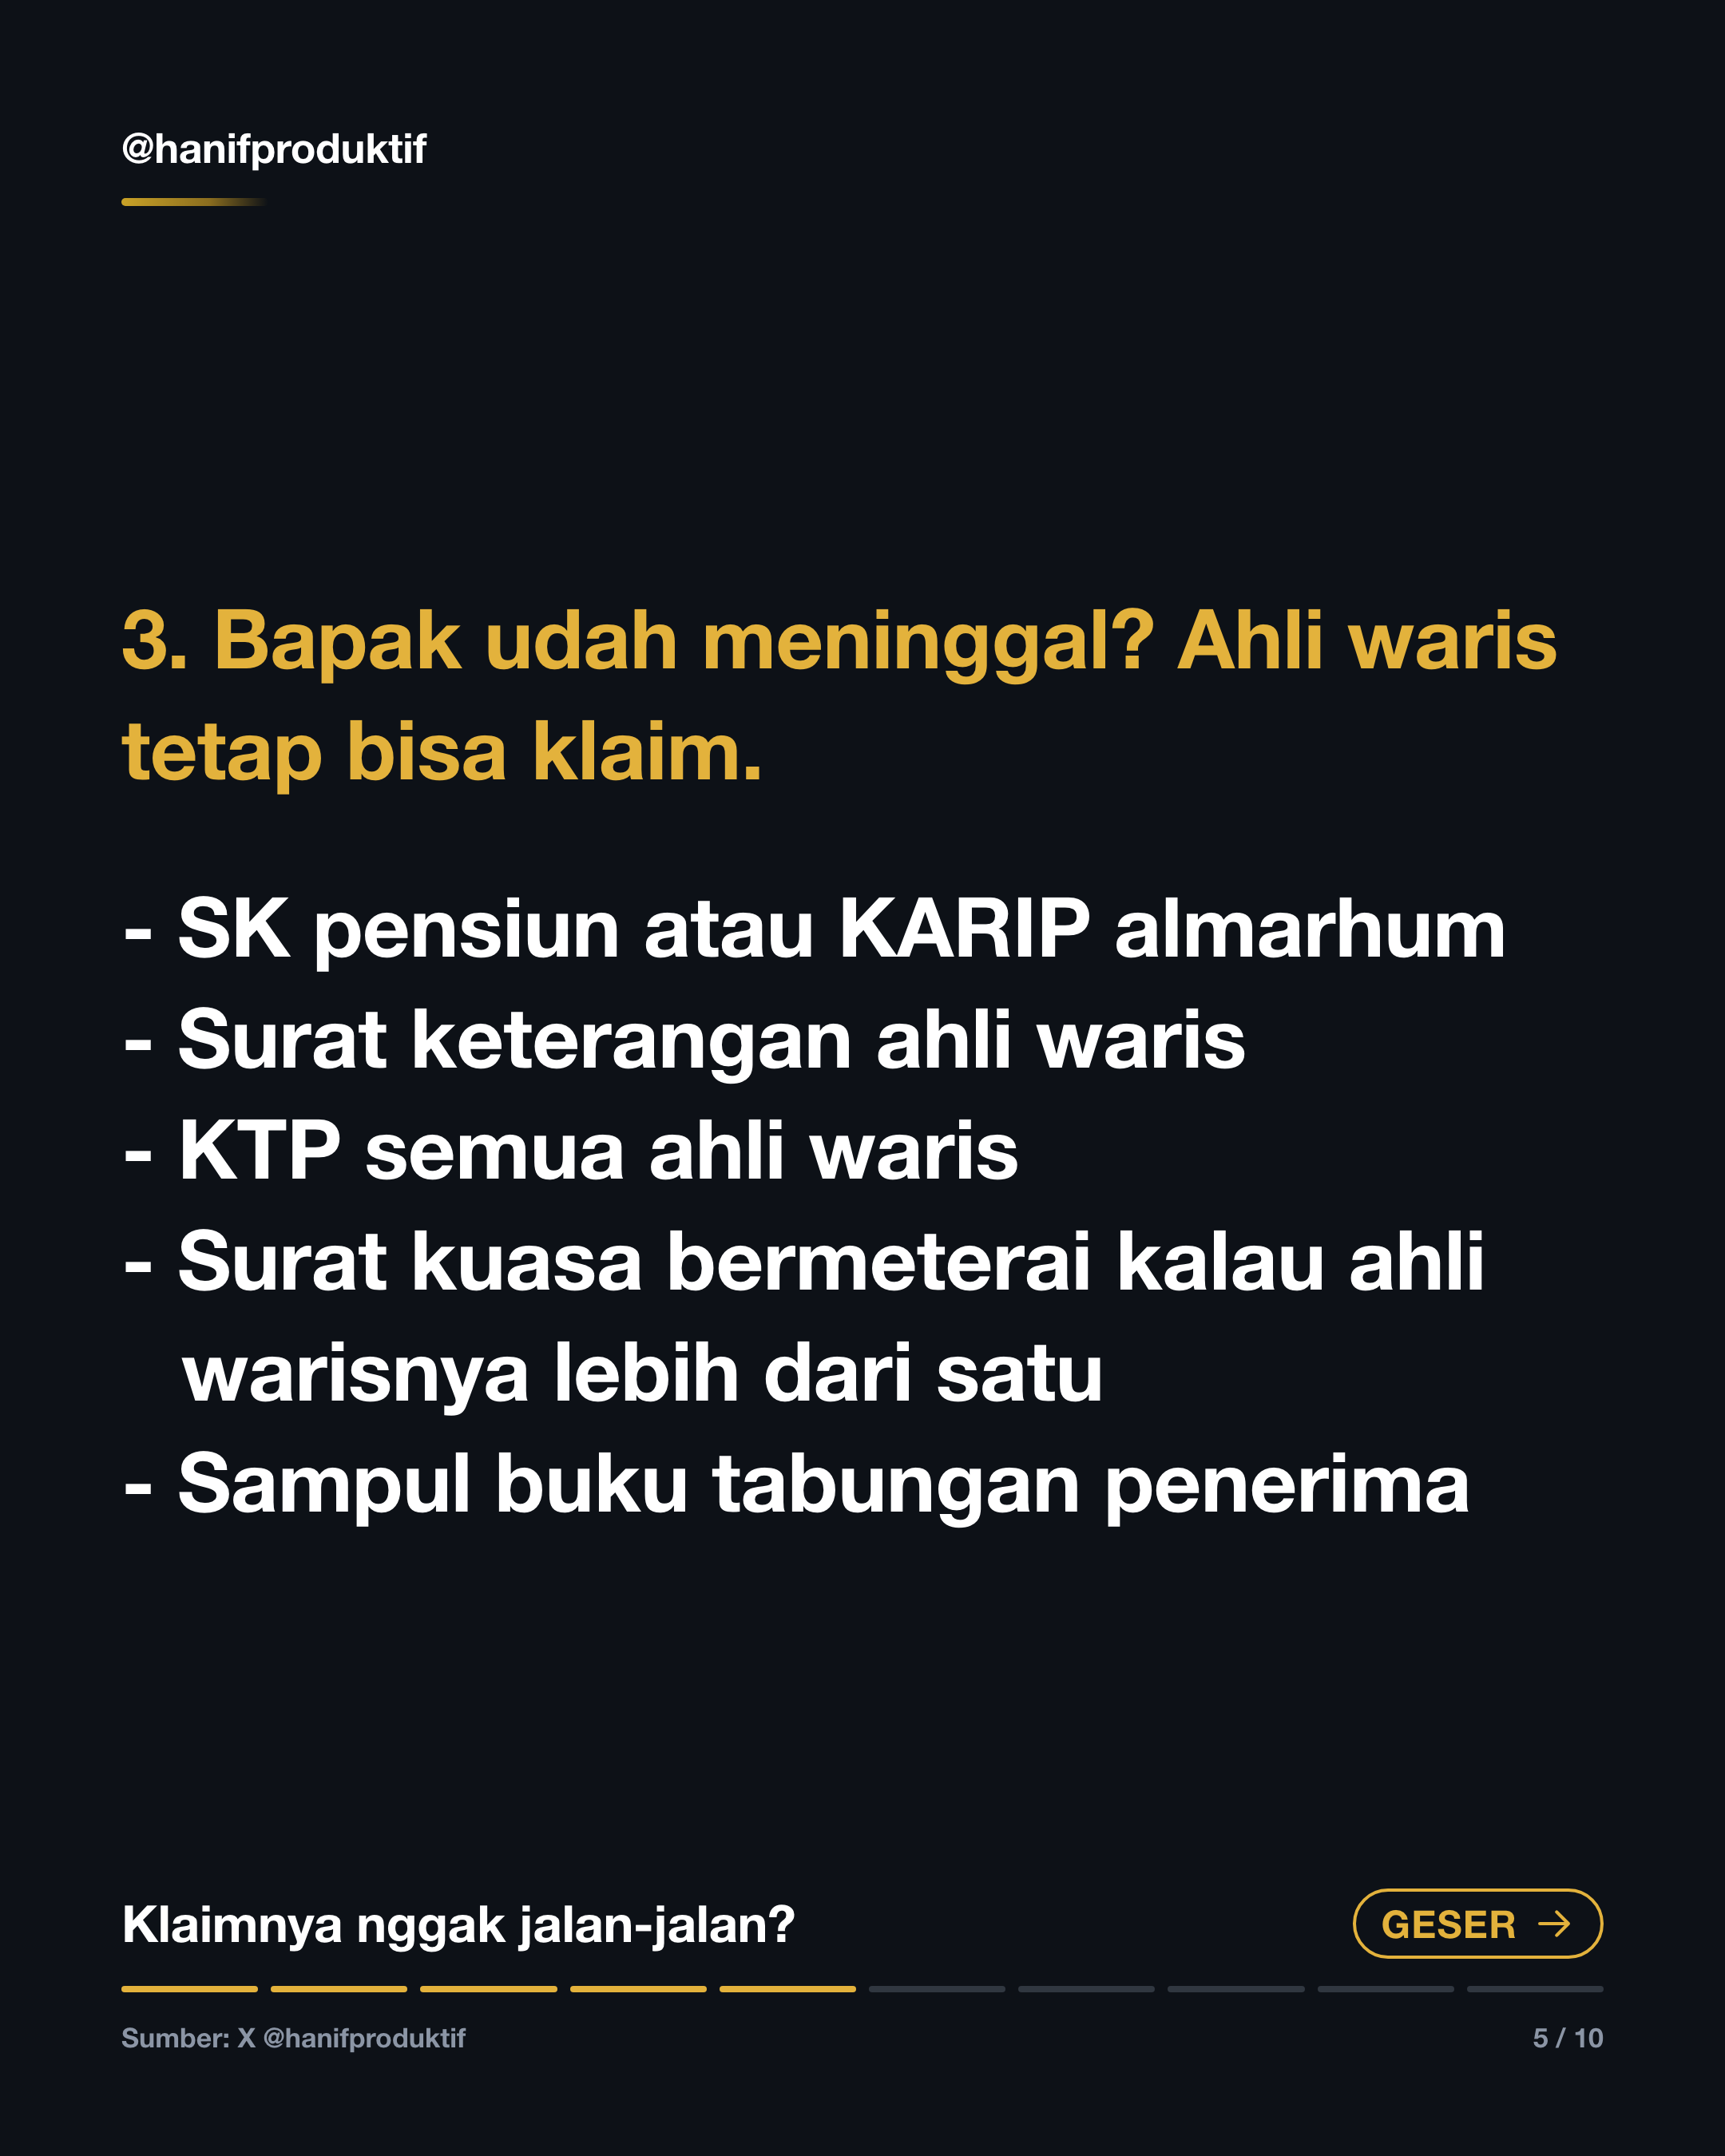 @hanifproduktif
3. Bapak udah meninggal? Ahli waris
tetap bisa klaim.
- SK pensiun atau KARIP almarhum
- Surat keterangan ahli waris
- KTP semua ahli waris
- Surat kuasa bermeterai kalau ahli
warisnya lebih dari satu
- Sampul buku tabungan penerima
Klaimnya nggak jalan-jalan?
GESER →
Sumber: X @hanifproduktif
5 / 10